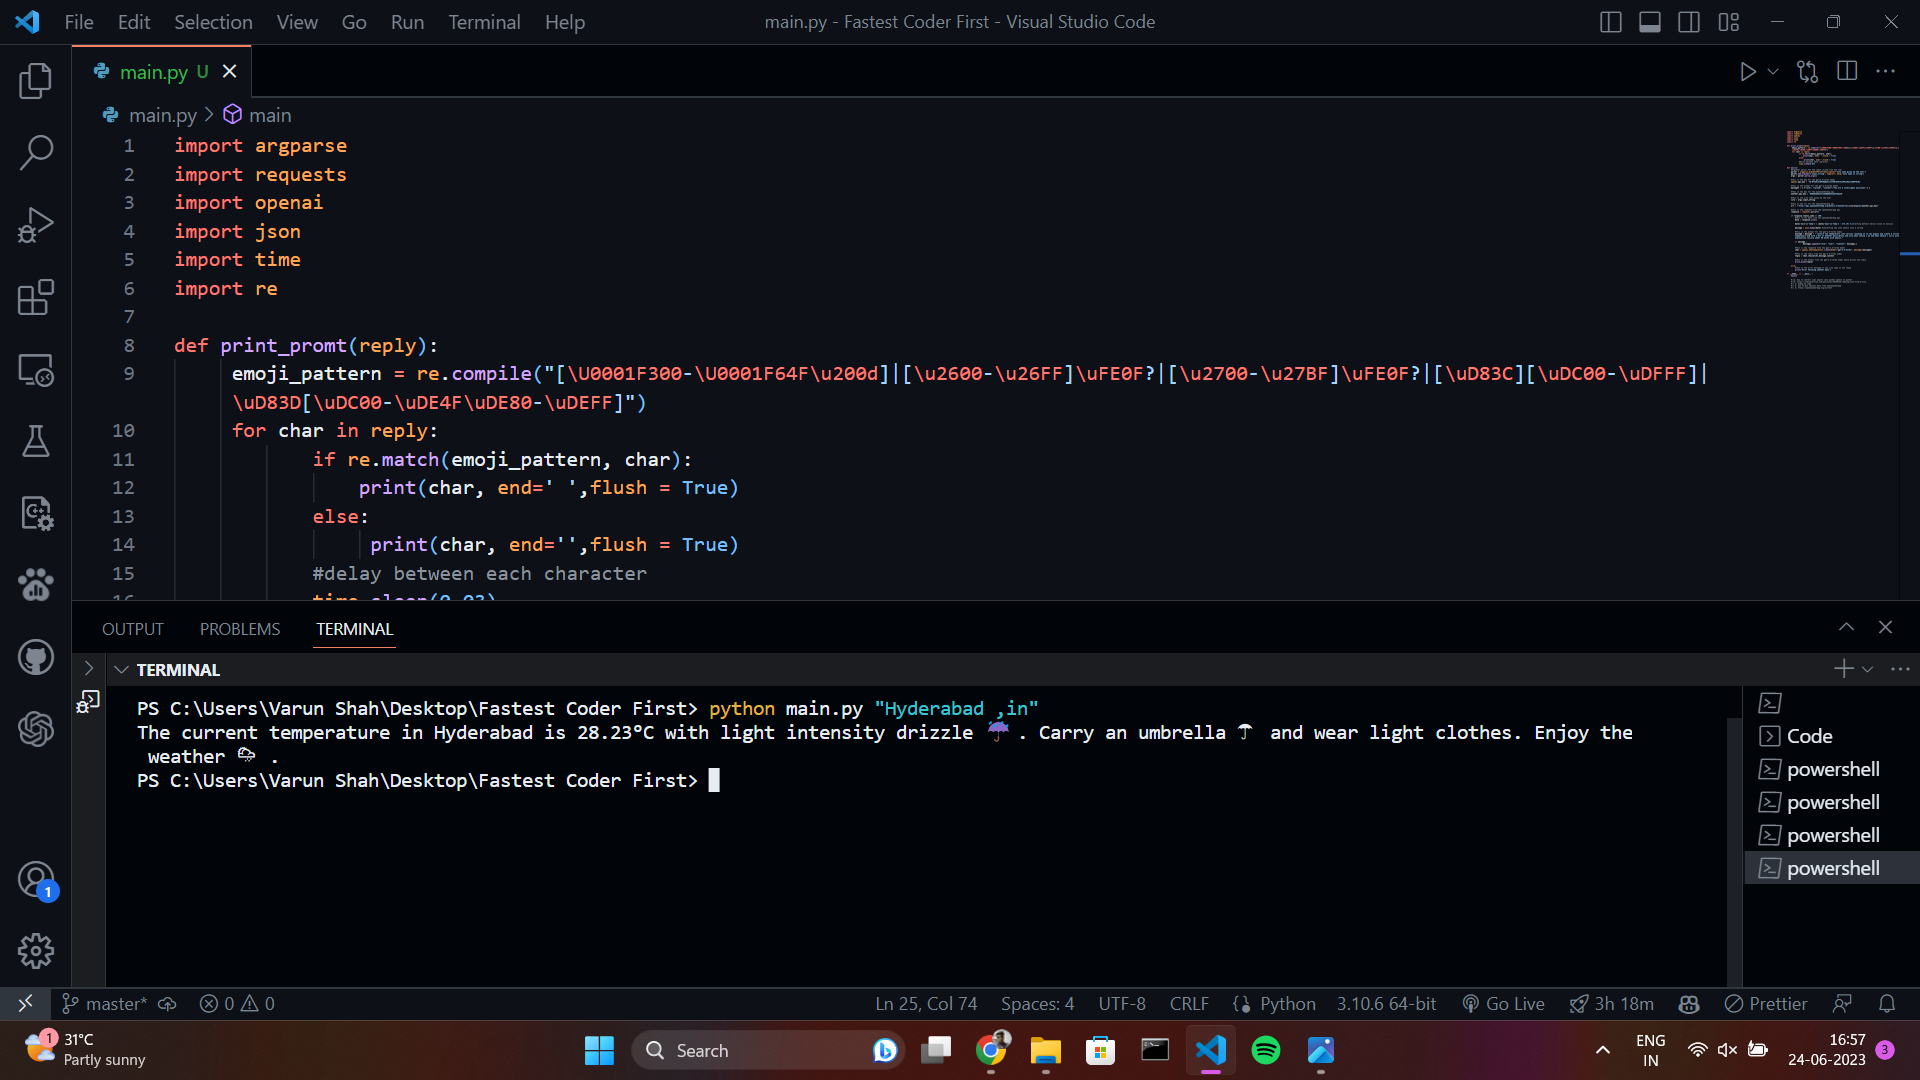 File Edit Selection View Go Run Terminal Help main.py - Fastest Coder First - Visual Studio Code
main.py U
main.py > main
1 import argparse
2 import requests
3 import openai
4 import json
5 import time
6 import re
7
8 def print_promt(reply):
9 emoji_pattern = re.compile("[\U0001F300-\U0001F64F\u200d]|[\u2600-\u26FF]\uFE0F?|[\u2700-\u27BF]\uFE0F?|[\uD83C][\uDC00-\uDFFF]|
\uD83D[\uDC00-\uDE4F\uDE80-\uDEFF]")
10 for char in reply:
11 if re.match(emoji_pattern, char):
12 print(char, end=' ',flush = True)
13 else:
14 print(char, end='',flush = True)
15 #delay between each character
16 time.sleep(0.03)
OUTPUT PROBLEMS TERMINAL
TERMINAL
PS C:\Users\Varun Shah\Desktop\Fastest Coder First> python main.py "Hyderabad ,in"
The current temperature in Hyderabad is 28.23°C with light intensity drizzle ☔ . Carry an umbrella ☂ and wear light clothes. Enjoy the
weather 🌧 .
PS C:\Users\Varun Shah\Desktop\Fastest Coder First>
Code
powershell
powershell
powershell
powershell
1
master* 0 0 Ln 25, Col 74 Spaces: 4 UTF-8 CRLF Python 3.10.6 64-bit Go Live 3h 18m Prettier
1 31°C
Partly sunny
Search
ENG
IN
16:57
24-06-2023
3